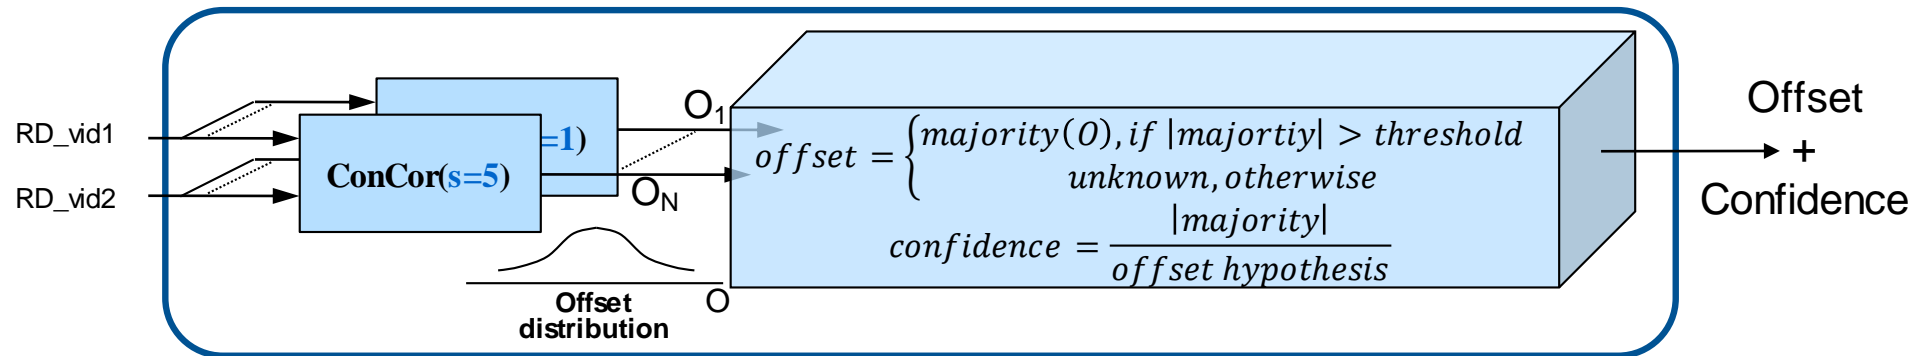 RD_vid1
RD_vid2
=1)
ConCor(s=5)
O1
ON
Offset
distribution
O
offset = {majority(O), if |majortiy| > threshold
unknown, otherwise
confidence = |majority|
offset hypothesis
Offset
+
Confidence